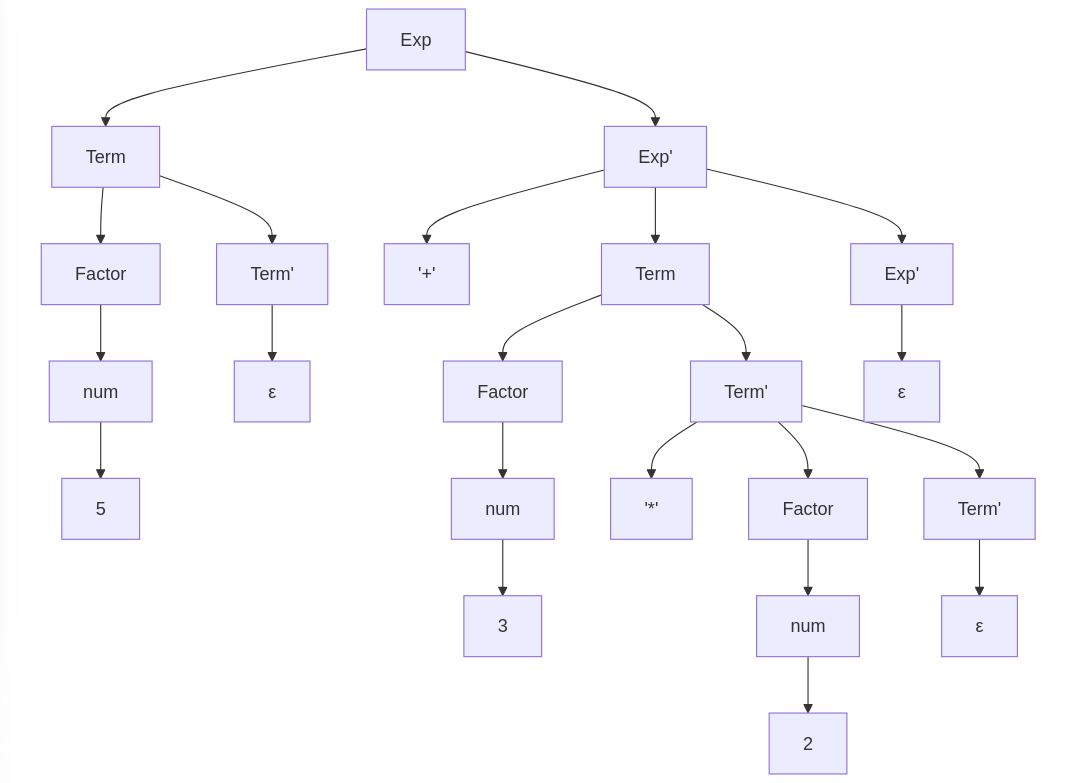 Exp
Term
Exp'
Factor
Term'
'+'
Term
Exp'
num
ε
Factor
Term'
ε
5
num
'*'
Factor
Term'
3
num
ε
2